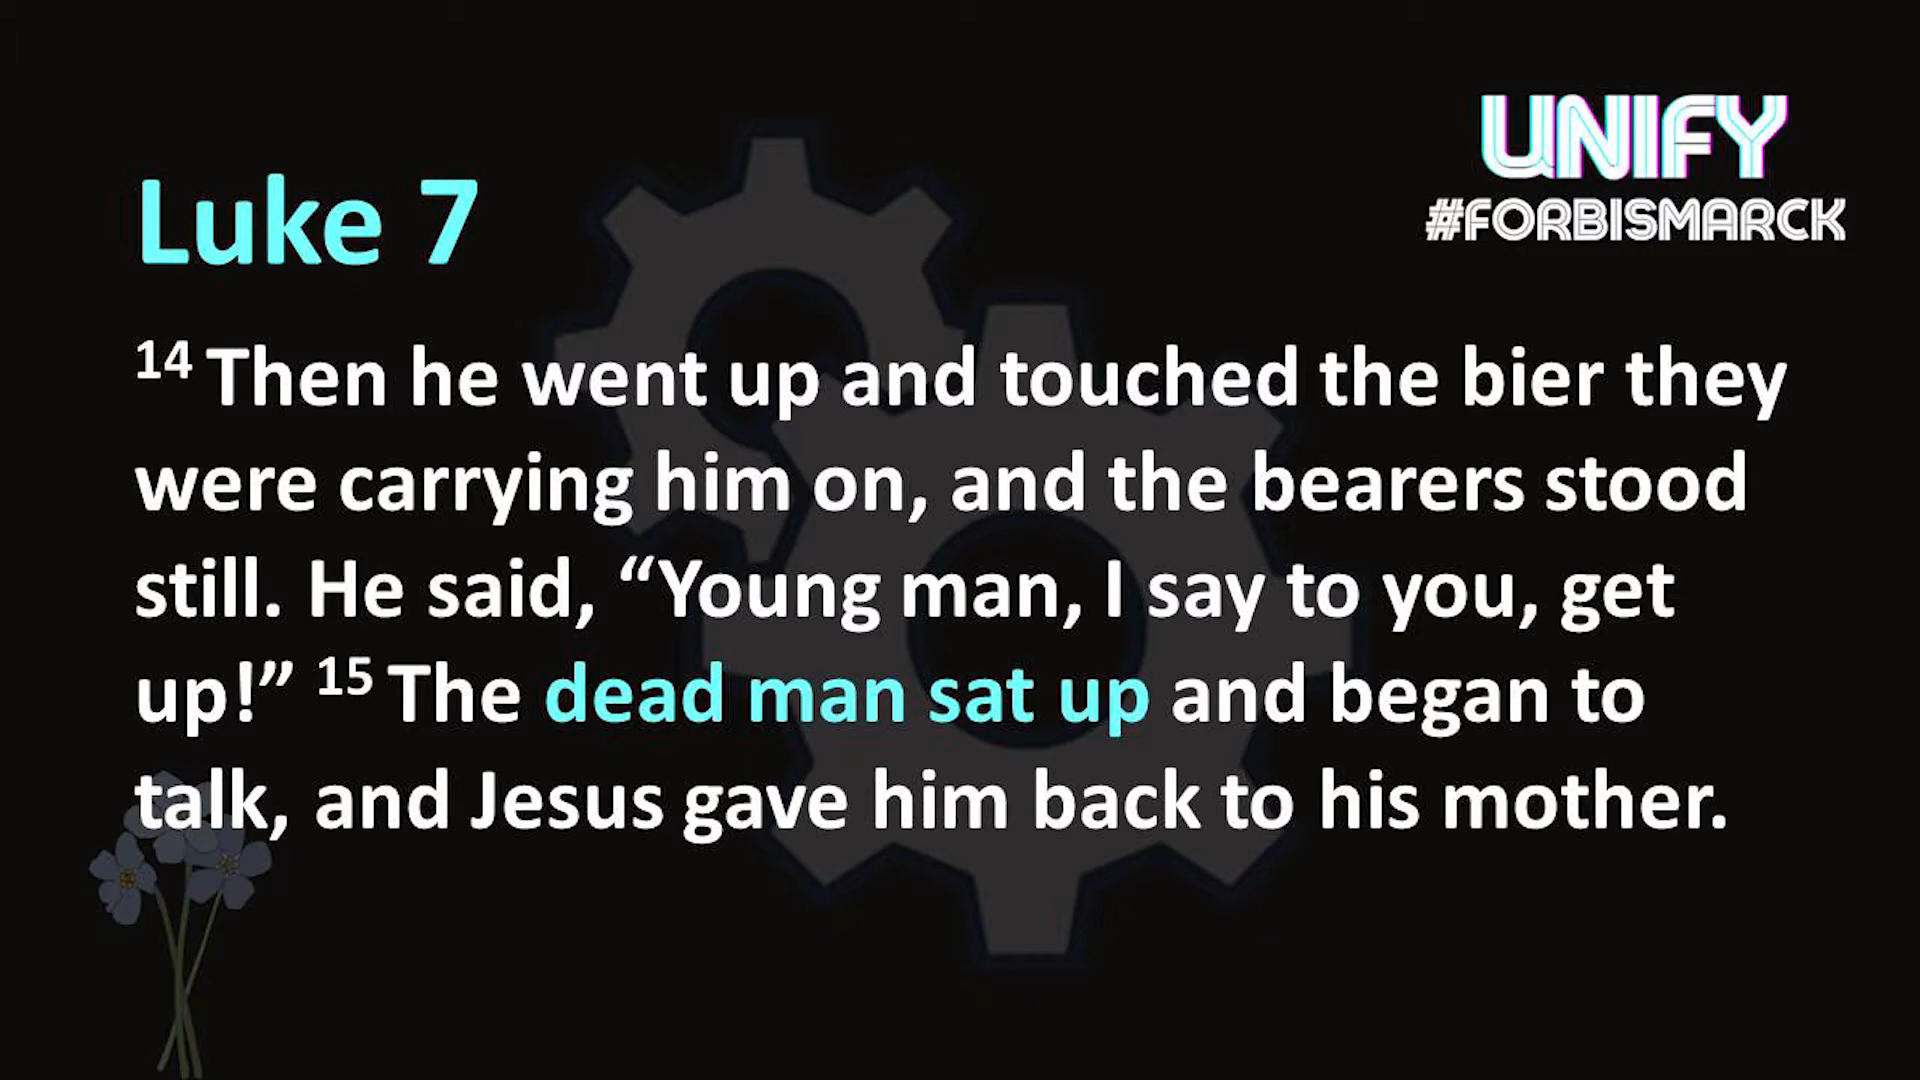 UNIFY
#FORBISMARCK
Luke 7
14 Then he went up and touched the bier they
were carrying him on, and the bearers stood
still. He said, “Young man, I say to you, get
up!” 15 The dead man sat up and began to
talk, and Jesus gave him back to his mother.